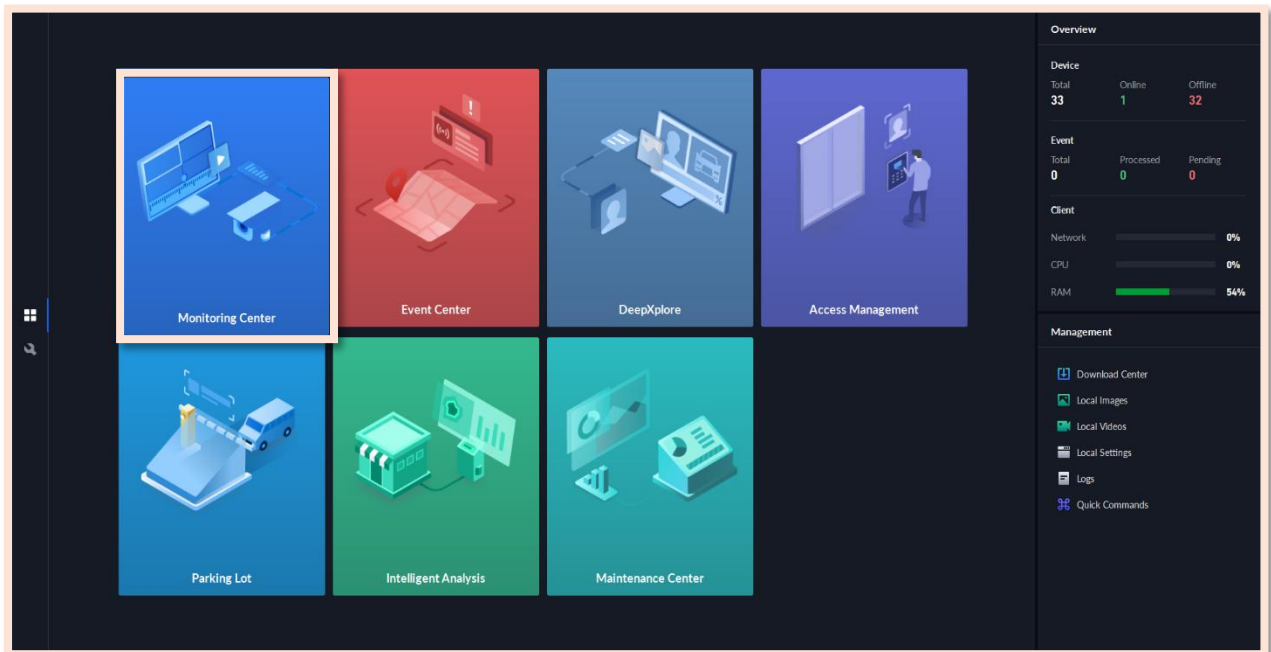 Monitoring Center
Event Center
DeepXplore
Access Management
Parking Lot
Intelligent Analysis
Maintenance Center
Overview
Device
Total Online Offline
33 1 32
Event
Total Processed Pending
0 0 0
Client
Network 0%
CPU 0%
RAM 54%
Management
Download Center
Local Images
Local Videos
Local Settings
Logs
Quick Commands